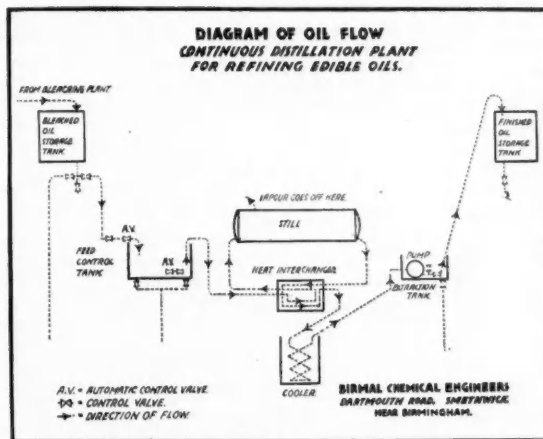 DIAGRAM OF OIL FLOW
CONTINUOUS DISTILLATION PLANT
FOR REFINING EDIBLE OILS.
FROM BLEACHING PLANT
BLEACHED
OIL
STORAGE
TANK
FINISHED
OIL
STORAGE
TANK
VAPOUR GOES OFF HERE.
STILL
A.V.
FEED
CONTROL
TANK
A.V.
HEAT INTERCHANGER
PUMP
EXTRACTION
TANK
COOLER
A.V. = AUTOMATIC CONTROL VALVE.
= CONTROL VALVE.
= DIRECTION OF FLOW.
BIRMAL CHEMICAL ENGINEERS
DARTMOUTH ROAD, SMETHWICK
NEAR BIRMINGHAM.